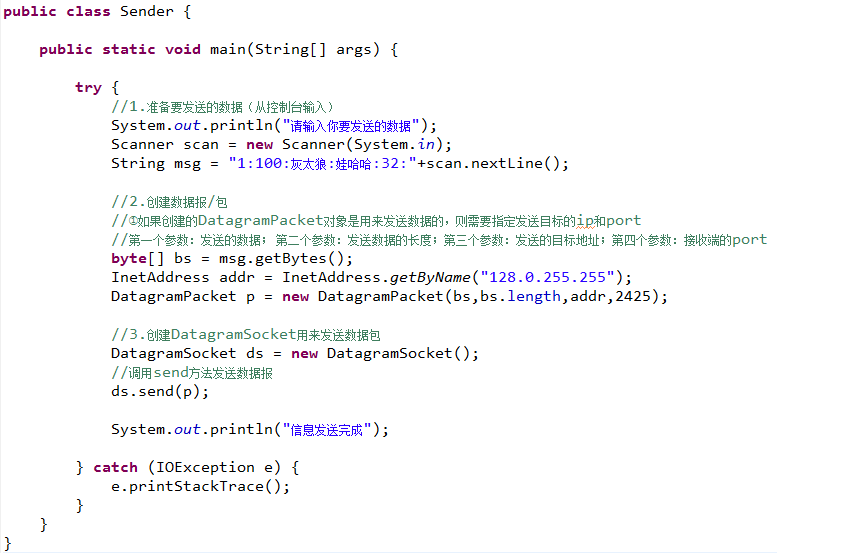 public class Sender {
public static void main(String[] args) {
try {
//1.准备要发送的数据（从控制台输入）
System.out.println("请输入你要发送的数据");
Scanner scan = new Scanner(System.in);
String msg = "1:100:灰太狼:娃哈哈:32:"+scan.nextLine();
//2.创建数据报/包
//①如果创建的DatagramPacket对象是用来发送数据的，则需要指定发送目标的ip和port
//第一个参数：发送的数据；第二个参数：发送数据的长度；第三个参数：发送的目标地址；第四个参数：接收端的port
byte[] bs = msg.getBytes();
InetAddress addr = InetAddress.getByName("128.0.255.255");
DatagramPacket p = new DatagramPacket(bs,bs.length,addr,2425);
//3.创建DatagramSocket用来发送数据包
DatagramSocket ds = new DatagramSocket();
//调用send方法发送数据报
ds.send(p);
System.out.println("信息发送完成");
} catch (IOException e) {
e.printStackTrace();
}
}
}